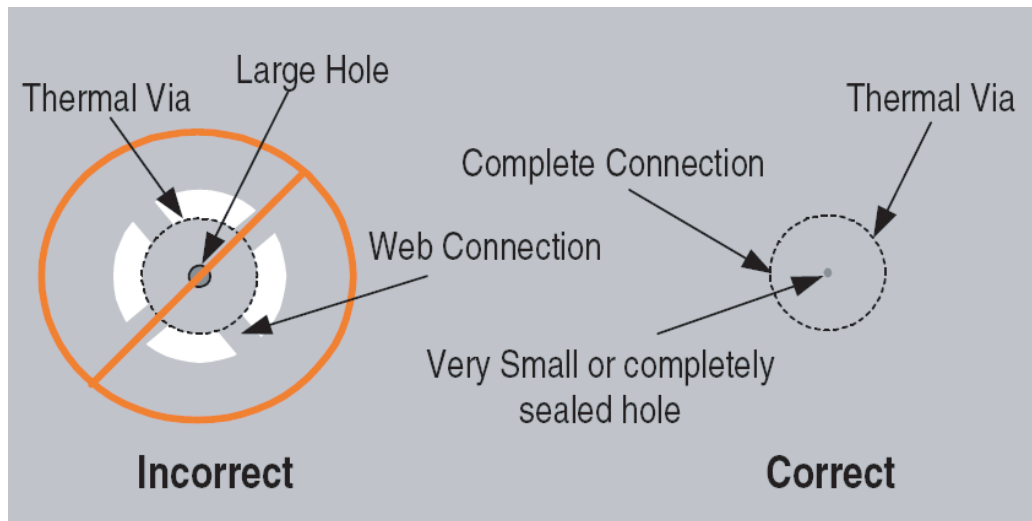 Large Hole
Thermal Via
Web Connection
Incorrect
Thermal Via
Complete Connection
Very Small or completely
sealed hole
Correct